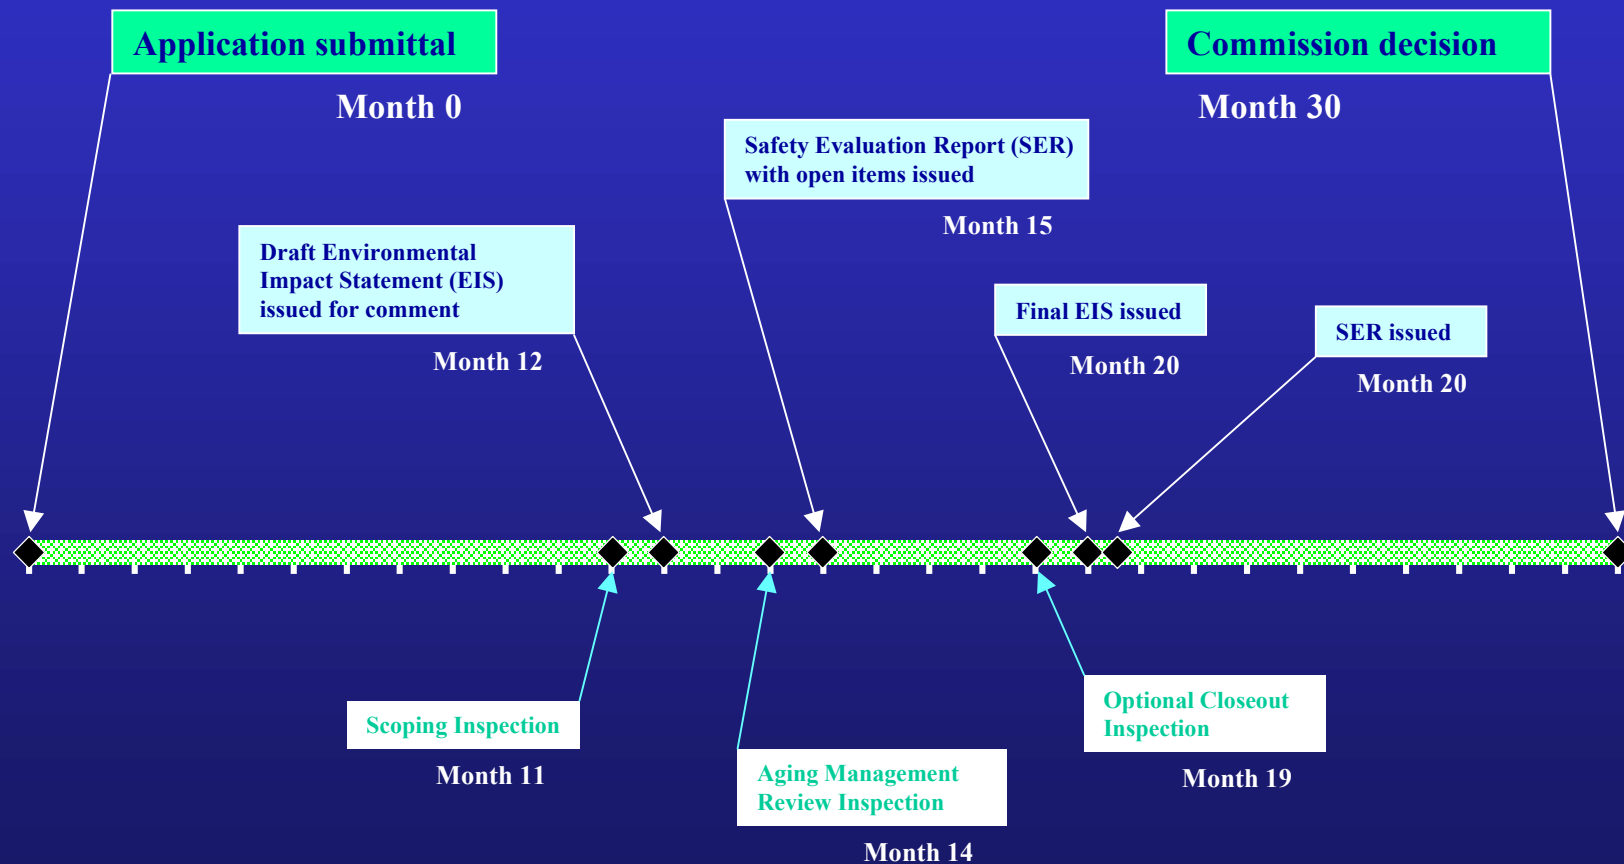 Application submittal
Month 0
Commission decision
Month 30
Safety Evaluation Report (SER)
with open items issued
Month 15
Draft Environmental
Impact Statement (EIS)
issued for comment
Month 12
Final EIS issued
Month 20
SER issued
Month 20
Scoping Inspection
Month 11
Aging Management
Review Inspection
Month 14
Optional Closeout
Inspection
Month 19